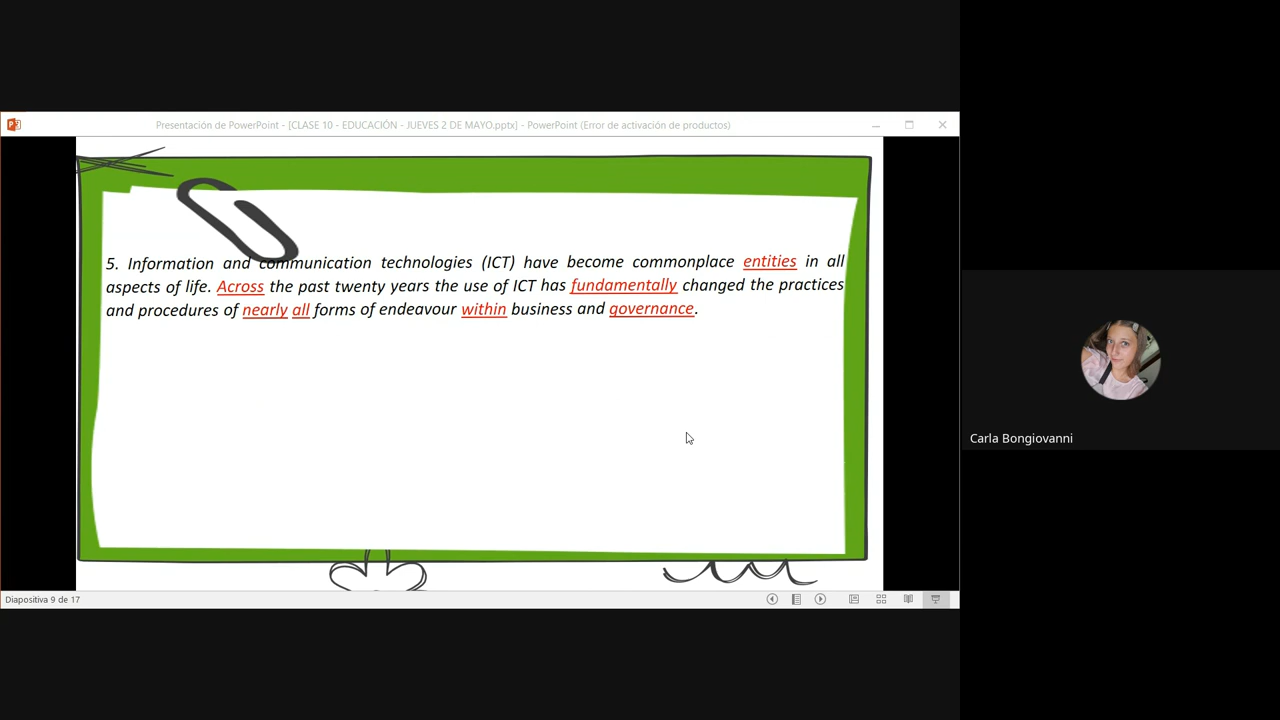 Presentación de PowerPoint - [CLASE 10 - EDUCACIÓN - JUEVES 2 DE MAYO.pptx] - PowerPoint (Error de activación de productos)
5. Information and communication technologies (ICT) have become commonplace entities in all
aspects of life. Across the past twenty years the use of ICT has fundamentally changed the practices
and procedures of nearly all forms of endeavour within business and governance.
Carla Bongiovanni
Diapositiva 9 de 17